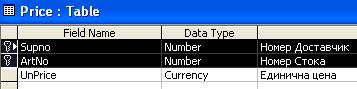 Price : Table
Field Name Data Type
Supno Number Номер Доставчик
ArtNo Number Номер Стока
UnPrice Currency Единична цена